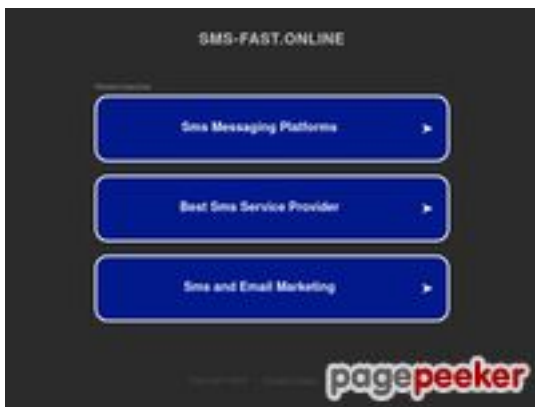 SMS-FAST.ONLINE
Sms Messaging Platforms
Best Sms Service Provider
Sms and Email Marketing
pagepeeker